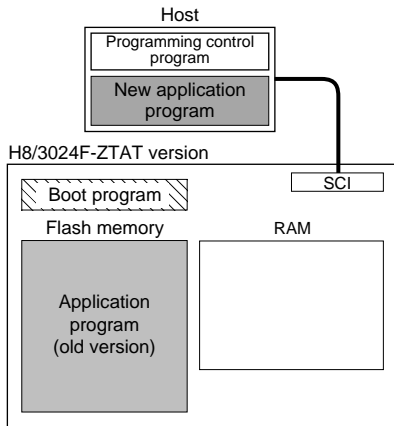 Host
Programming control
program
New application
program
H8/3024F-ZTAT version
SCI
Boot program
Flash memory
RAM
Application
program
(old version)